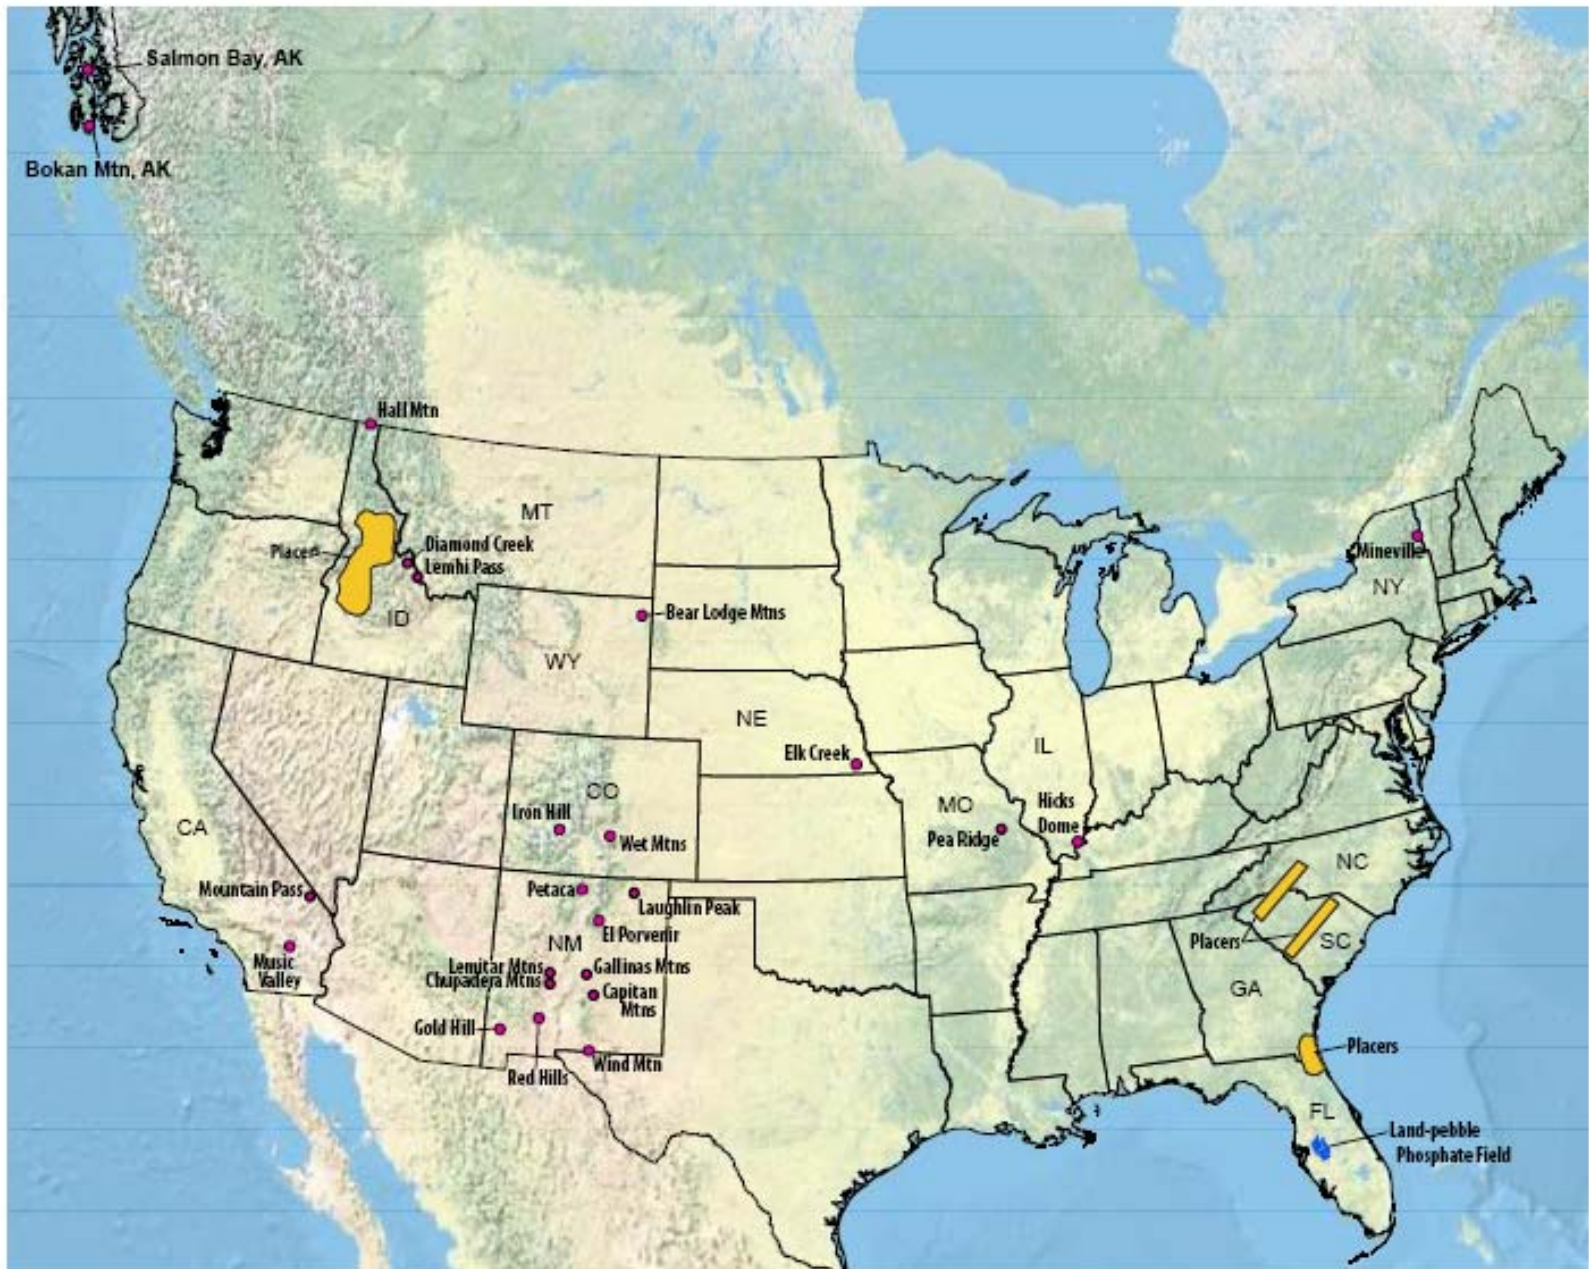 Salmon Bay, AK
Bokan Mtn, AK
Hall Mtn
MT
Placers
Diamond Creek
Lemhi Pass
ID
Bear Lodge Mtns
WY
Mineville
NY
NE
Elk Creek
IL
CO
Iron Hill
Wet Mtns
MO
Pea Ridge
Hicks
Dome
CA
Mountain Pass
Music
Valley
Petaca
Laughlin Peak
El Porvenir
NM
Lemitar Mtns
Chupadera Mtns
Gallinas Mtns
Capitan
Mtns
Gold Hill
Red Hills
Wind Mtn
NC
Placers
SC
GA
Placers
FL
Land-pebble
Phosphate Field